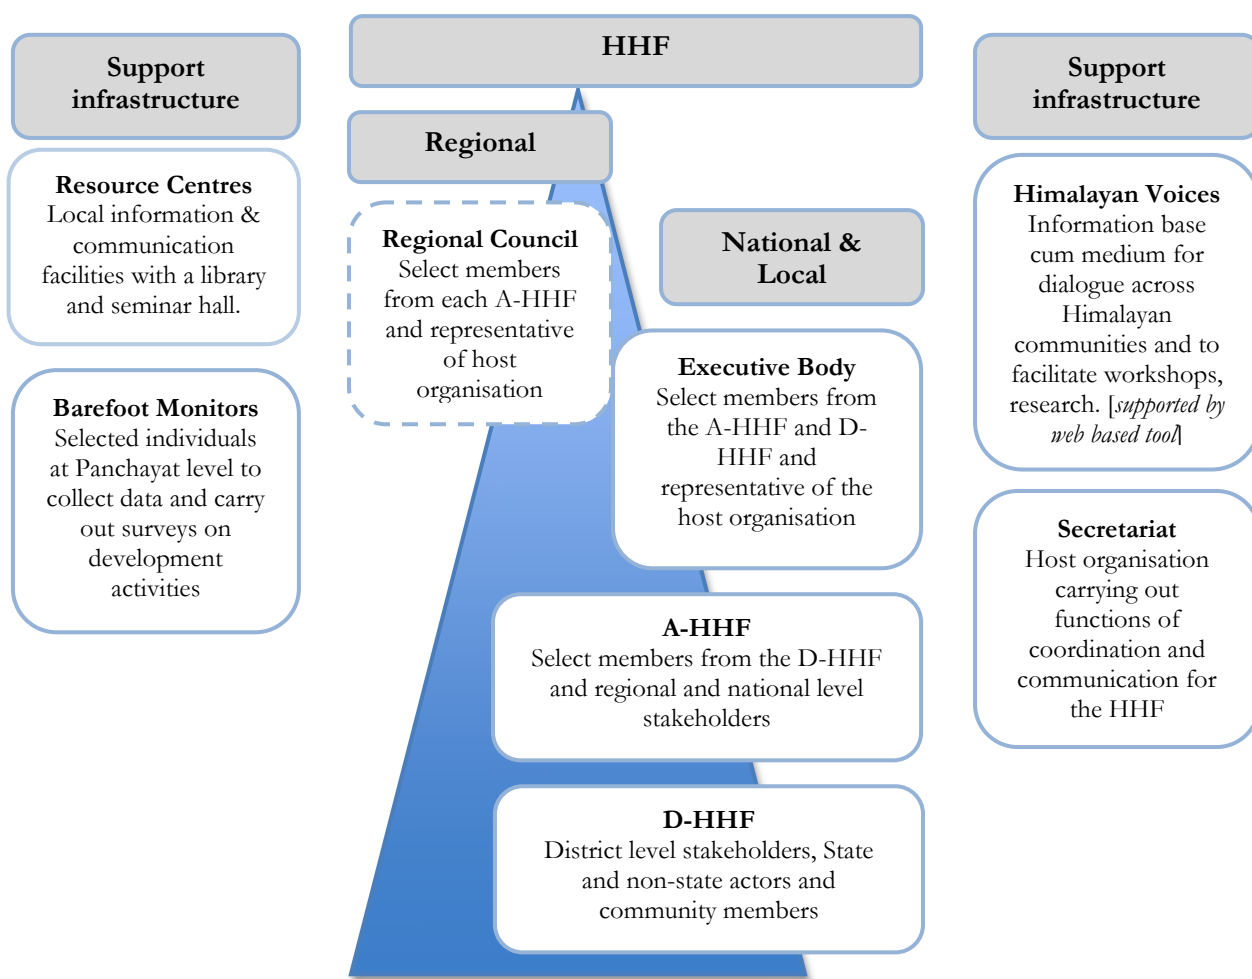 HHF
Support
infrastructure
Resource Centres
Local information &
communication
facilities with a library
and seminar hall.
Barefoot Monitors
Selected individuals
at Panchayat level to
collect data and carry
out surveys on
development
activities
Regional
Regional Council
Select members
from each A-HHF
and representative
of host
organisation
National &
Local
Executive Body
Select members from
the A-HHF and D-
HHF and
representative of the
host organisation
A-HHF
Select members from the D-HHF
and regional and national level
stakeholders
D-HHF
District level stakeholders, State
and non-state actors and
community members
Support
infrastructure
Himalayan Voices
Information base
cum medium for
dialogue across
Himalayan
communities and to
facilitate workshops,
research. [supported by
web based tool]
Secretariat
Host organisation
carrying out
functions of
coordination and
communication for
the HHF